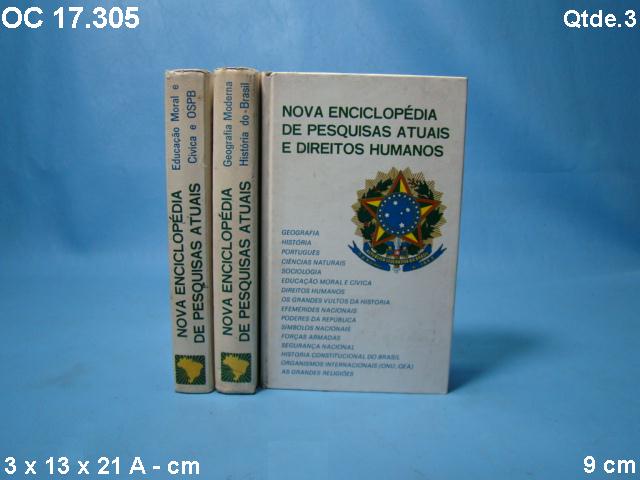 OC 17.305
Qtde.3
Educação Moral e
Cívica e OSPB
NOVA ENCICLOPÉDIA
DE PESQUISAS ATUAIS
Geografia Moderna
História do Brasil
NOVA ENCICLOPÉDIA
DE PESQUISAS ATUAIS
NOVA ENCICLOPÉDIA
DE PESQUISAS ATUAIS
E DIREITOS HUMANOS
GEOGRAFIA
HISTÓRIA
PORTUGUÊS
CIÊNCIAS NATURAIS
SOCIOLOGIA
EDUCAÇÃO MORAL E CÍVICA
DIREITOS HUMANOS
OS GRANDES VULTOS DA HISTÓRIA
EFEMÉRIDES NACIONAIS
PODERES DA REPÚBLICA
SÍMBOLOS NACIONAIS
FORÇAS ARMADAS
SEGURANÇA NACIONAL
HISTÓRIA CONSTITUCIONAL DO BRASIL
ORGANISMOS INTERNACIONAIS (ONU, OEA)
AS GRANDES RELIGIÕES
3 x 13 x 21 A - cm
9 cm